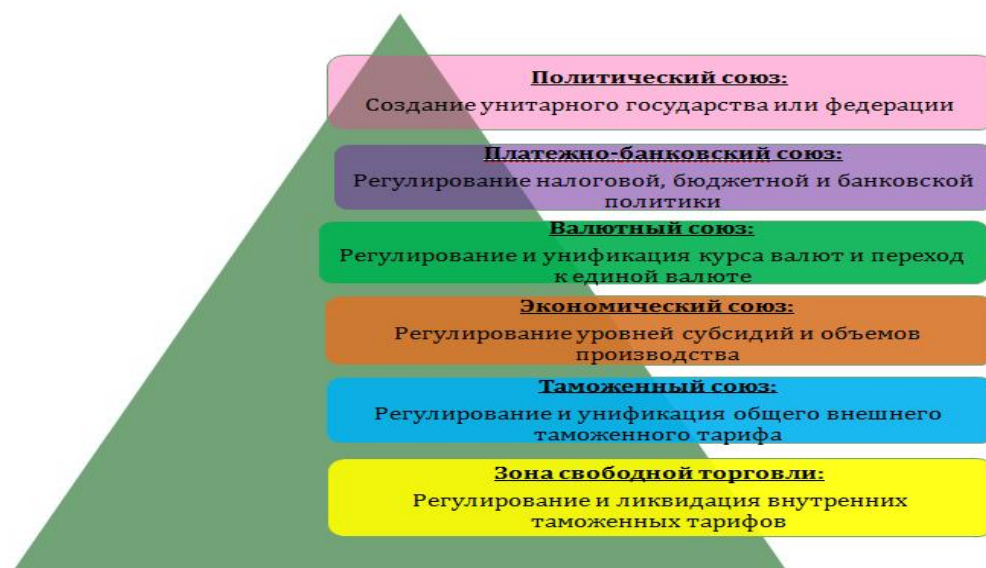 Политический союз:
Создание унитарного государства или федерации
Платежно-банковский союз:
Регулирование налоговой, бюджетной и банковской
политики
Валютный союз:
Регулирование и унификация курса валют и переход
к единой валюте
Экономический союз:
Регулирование уровней субсидий и объемов
производства
Таможенный союз:
Регулирование и унификация общего внешнего
таможенного тарифа
Зона свободной торговли:
Регулирование и ликвидация внутренних
таможенных тарифов